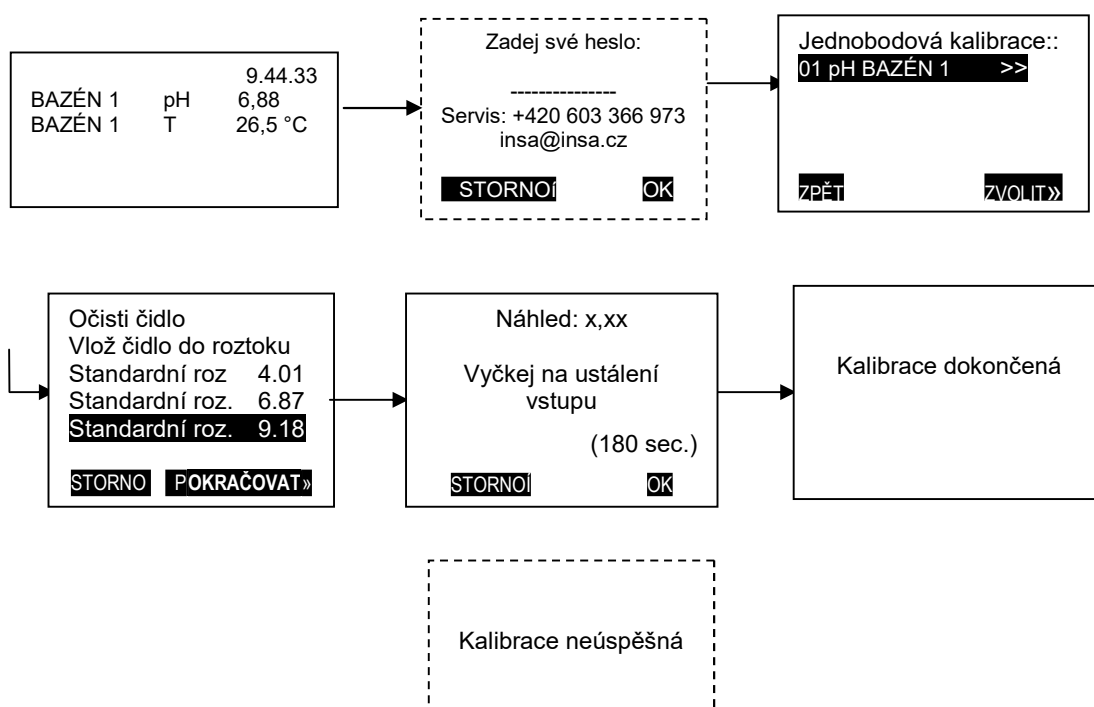 9.44.33
BAZÉN 1 pH 6,88
BAZÉN 1 T 26,5 °C
Zadej své heslo:
---------------
Servis: +420 603 366 973
insa@insa.cz
STORNOí OK
Jednobodová kalibrace::
01 pH BAZÉN 1 >>
ZPĚT ZVOLIT»
Očisti čidlo
Vlož čidlo do roztoku
Standardní roz 4.01
Standardní roz. 6.87
Standardní roz. 9.18
STORNO POKRAČOVAT»
Náhled: x,xx
Vyčkej na ustálení
vstupu
(180 sec.)
STORNOÍ OK
Kalibrace dokončená
Kalibrace neúspěšná